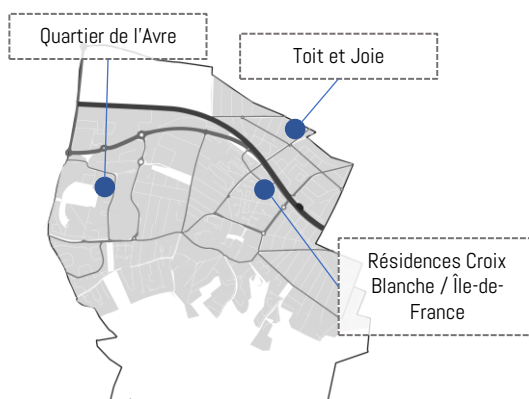 Quartier de l'Avre
Toit et Joie
Résidences Croix
Blanche / Île-de-
France